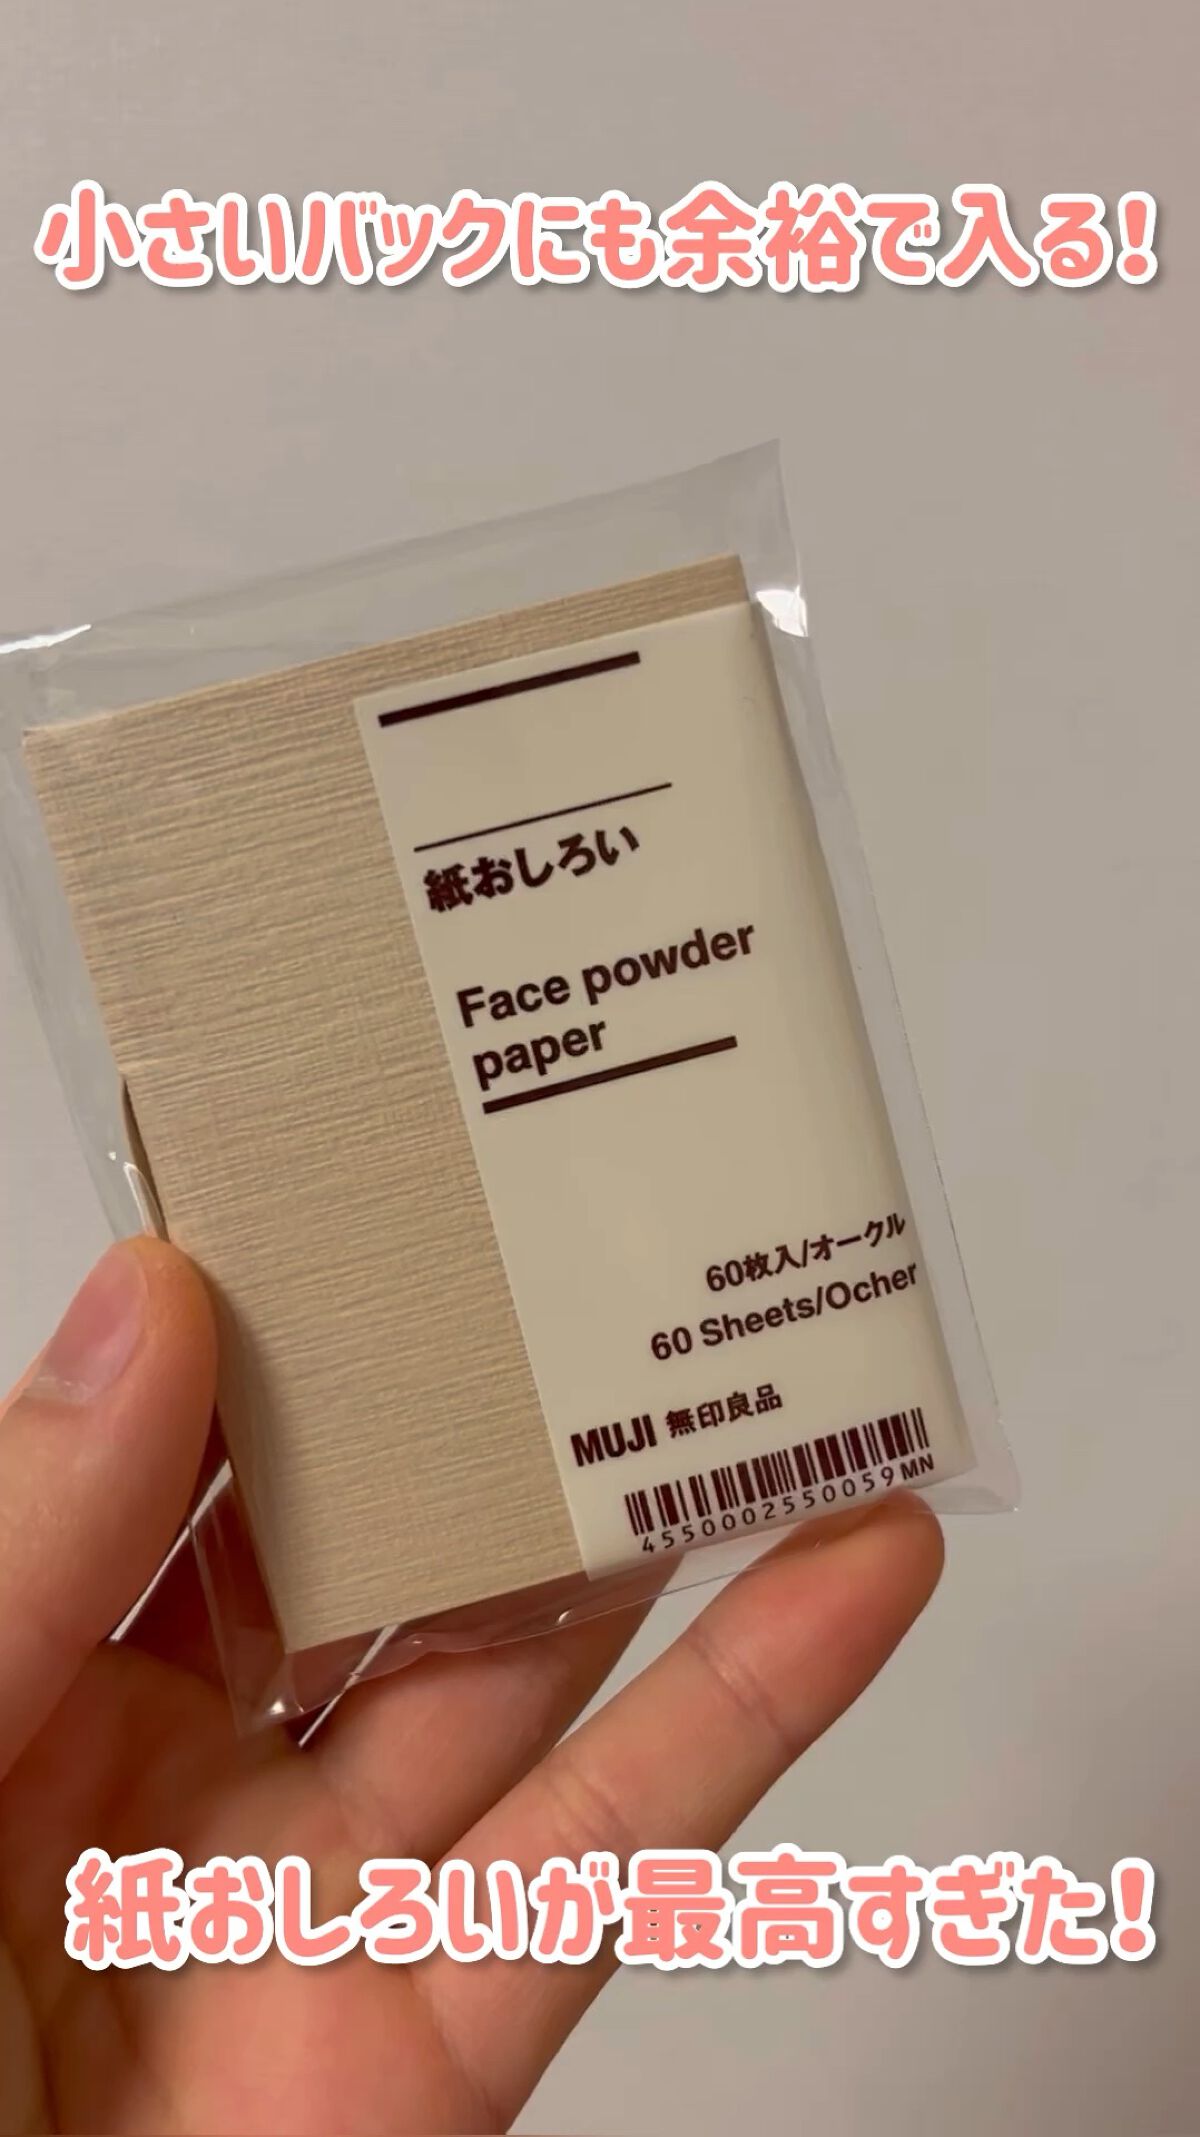 小さいバックにも余裕で入る!
紙おしろい
Face powder
paper
60枚入/オークル
60 Sheets/Ocher
MUJI 無印良品
4550002550059MN
紙おしろいが最高すぎた!